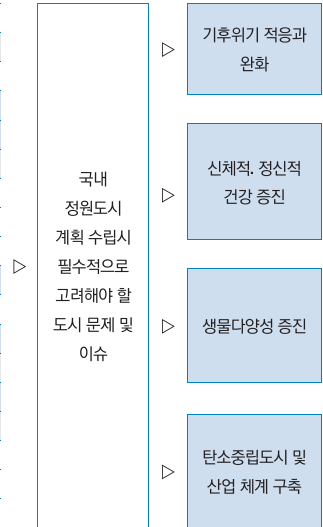 국내
정원도시
계획 수립시
필수적으로
고려해야 할
도시 문제 및
이슈
기후위기 적응과
완화
신체적. 정신적
건강 증진
생물다양성 증진
탄소중립도시 및
산업 체계 구축